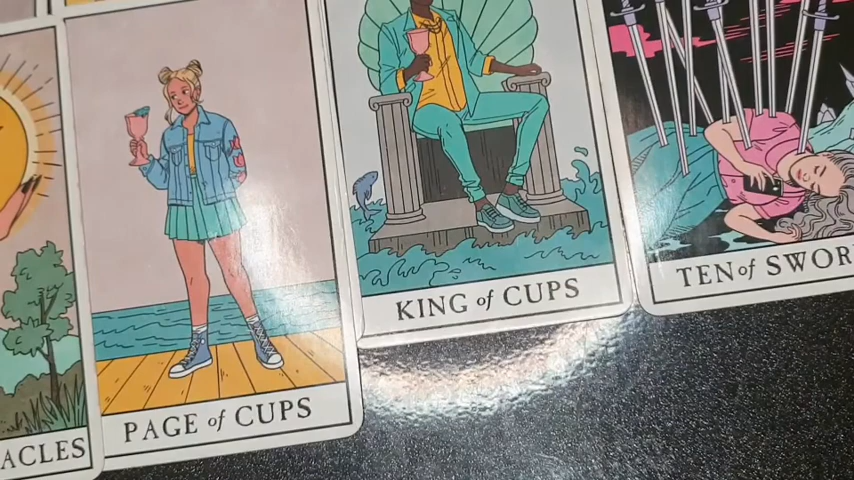 ACLES
PAGE of CUPS
KING of CUPS
TEN of SWOR